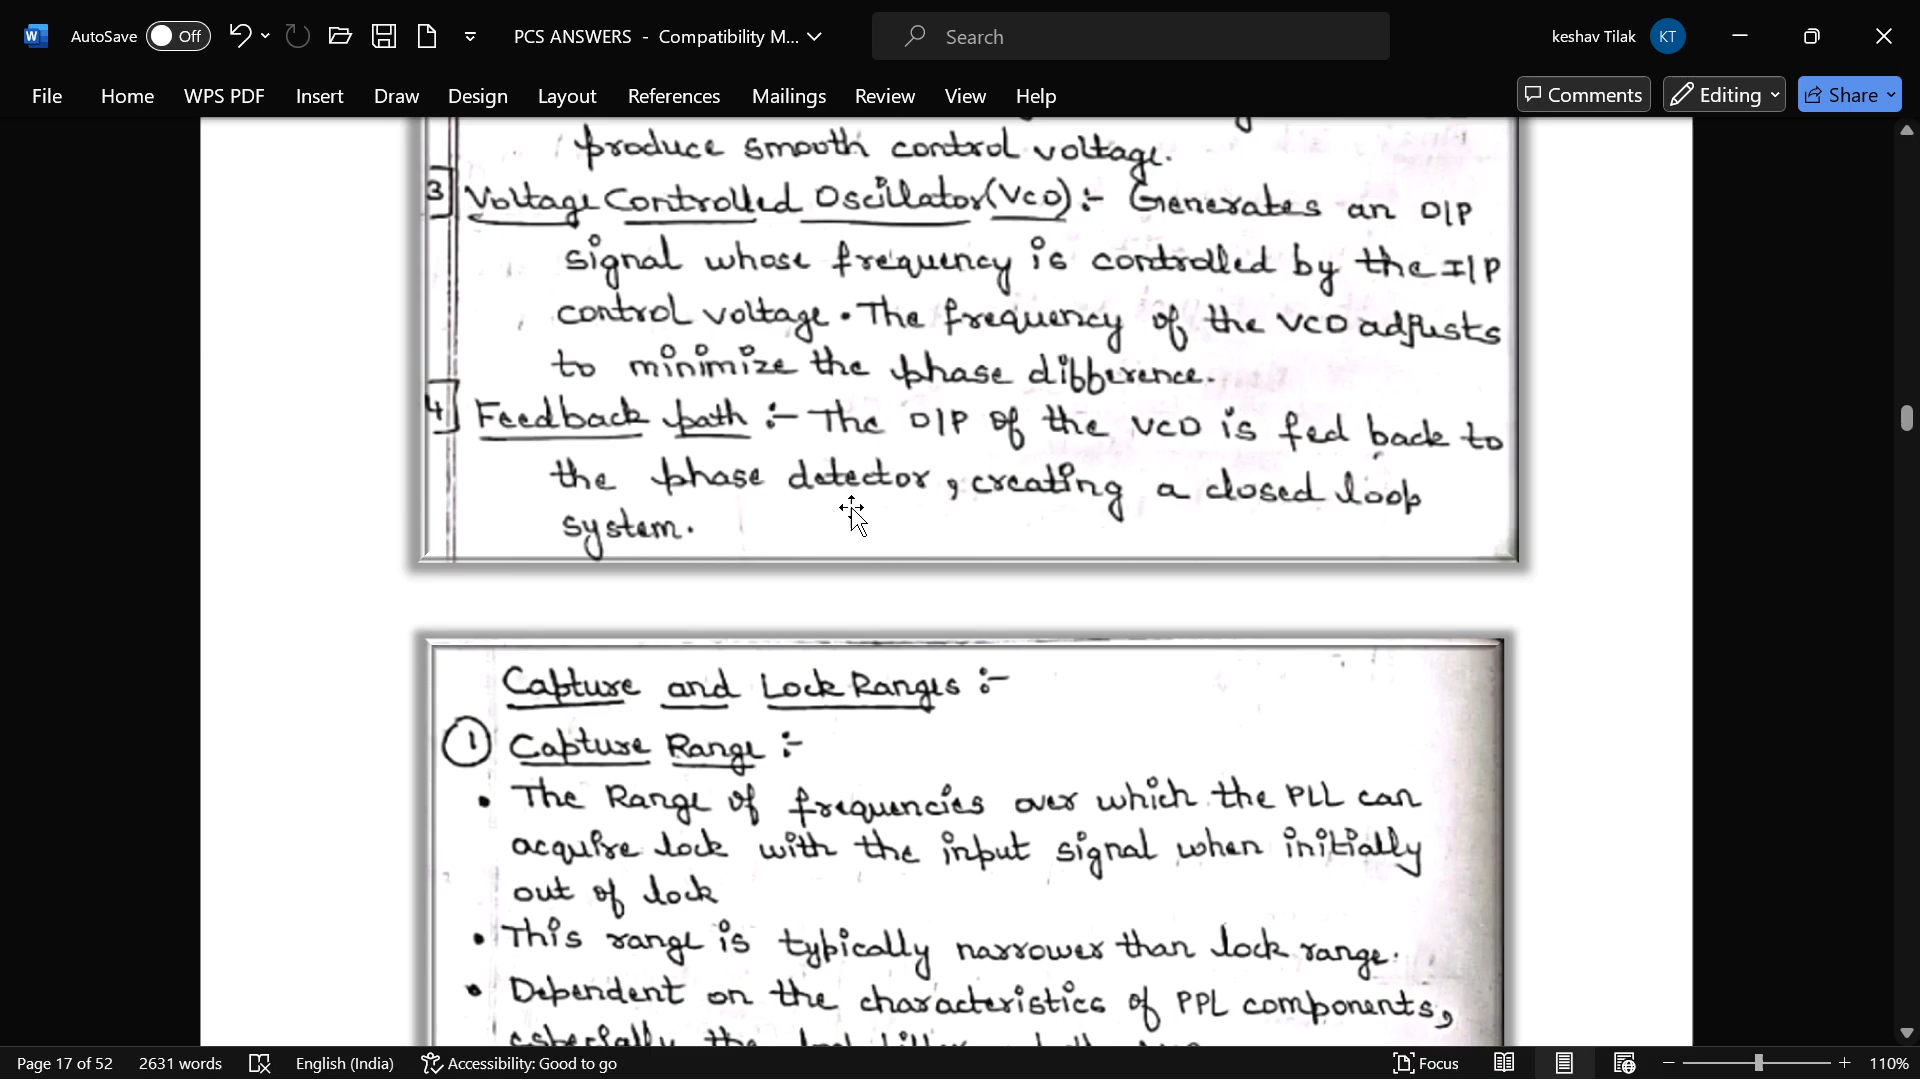 AutoSave Off PCS ANSWERS - Compatibility M... Search keshav Tilak KT
File Home WPS PDF Insert Draw Design Layout References Mailings Review View Help Comments Editing Share
produce smooth control voltage.
3 Voltage Controlled Oscillator(VCO) :- Generates an O/P
signal whose frequency is controlled by the I/P
control voltage. The frequency of the VCO adjusts
to minimize the phase difference.
4 Feedback path :- The O/P of the VCO is fed back to
the phase detector, creating a closed loop
system.
Capture and Lock Ranges :-
1 Capture Range :-
• The Range of frequencies over which the PLL can
acquire lock with the input signal when initially
out of lock
• This range is typically narrower than lock range.
• Dependent on the characteristics of PPL components,
especially the
Page 17 of 52 2631 words English (India) Accessibility: Good to go Focus 110%